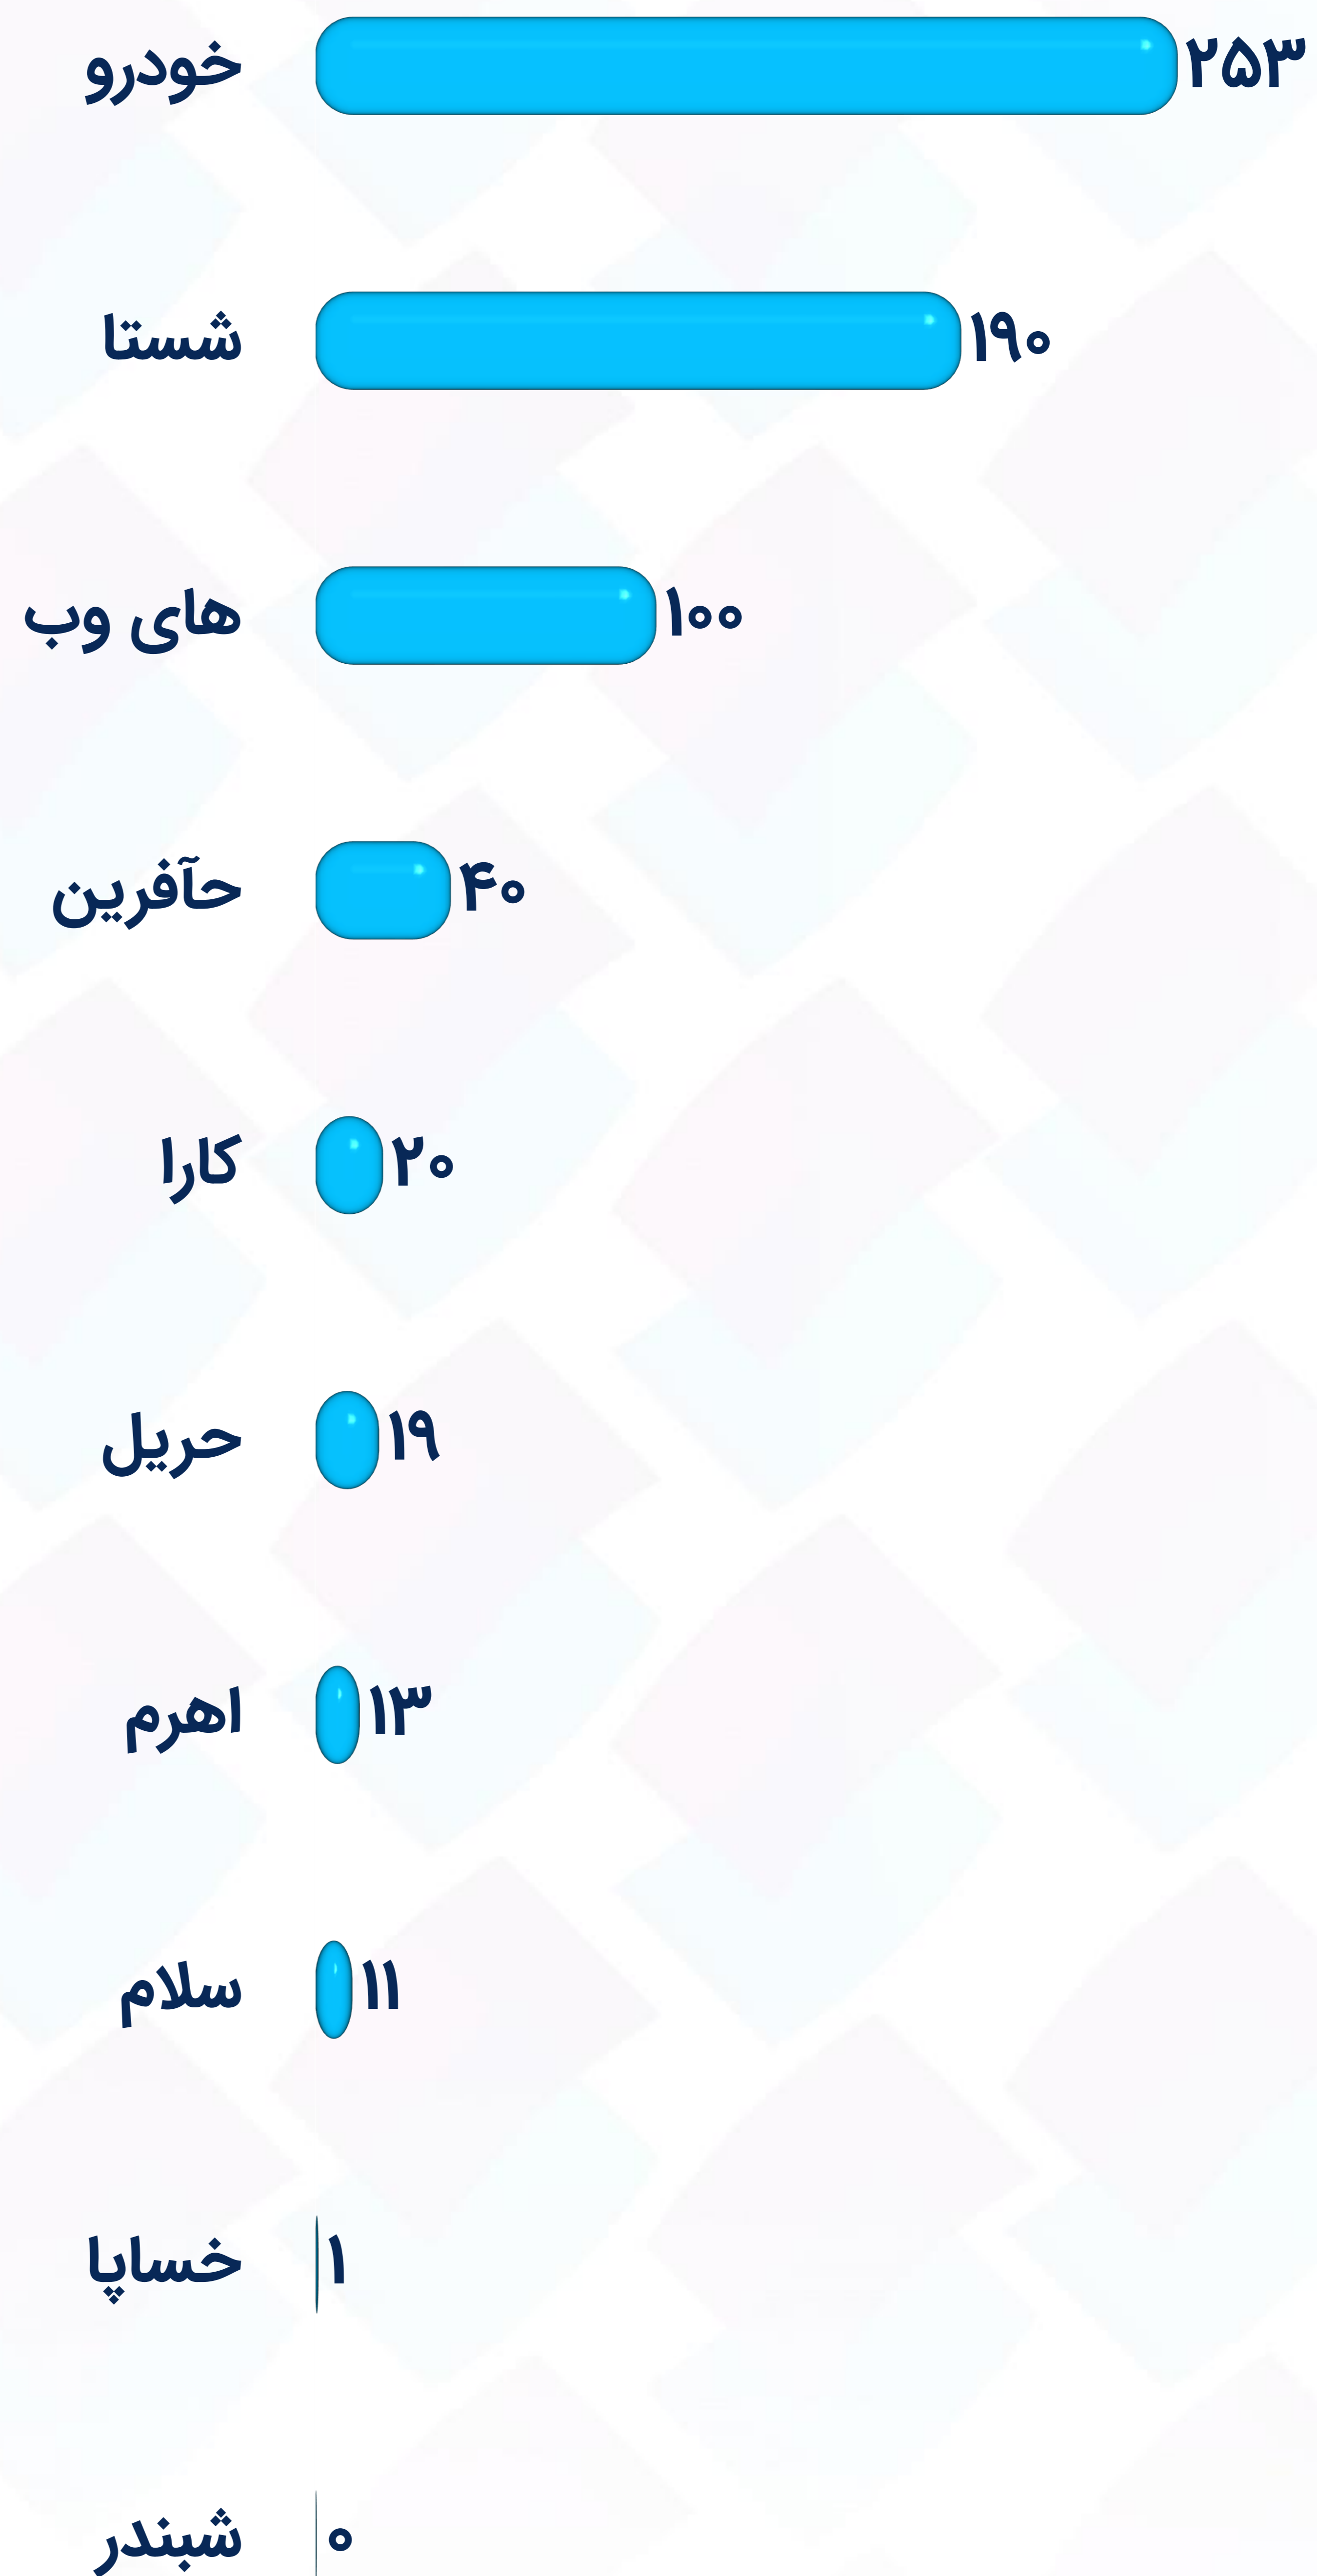 خودرو ۲۵۳
شستا ۱۹۰
های وب ۱۰۰
حآفرین ۴۰
کارا ۲۰
حریل ۱۹
اهرم ۱۳
سلام ۱۱
خساپا ۱
شبندر ۰